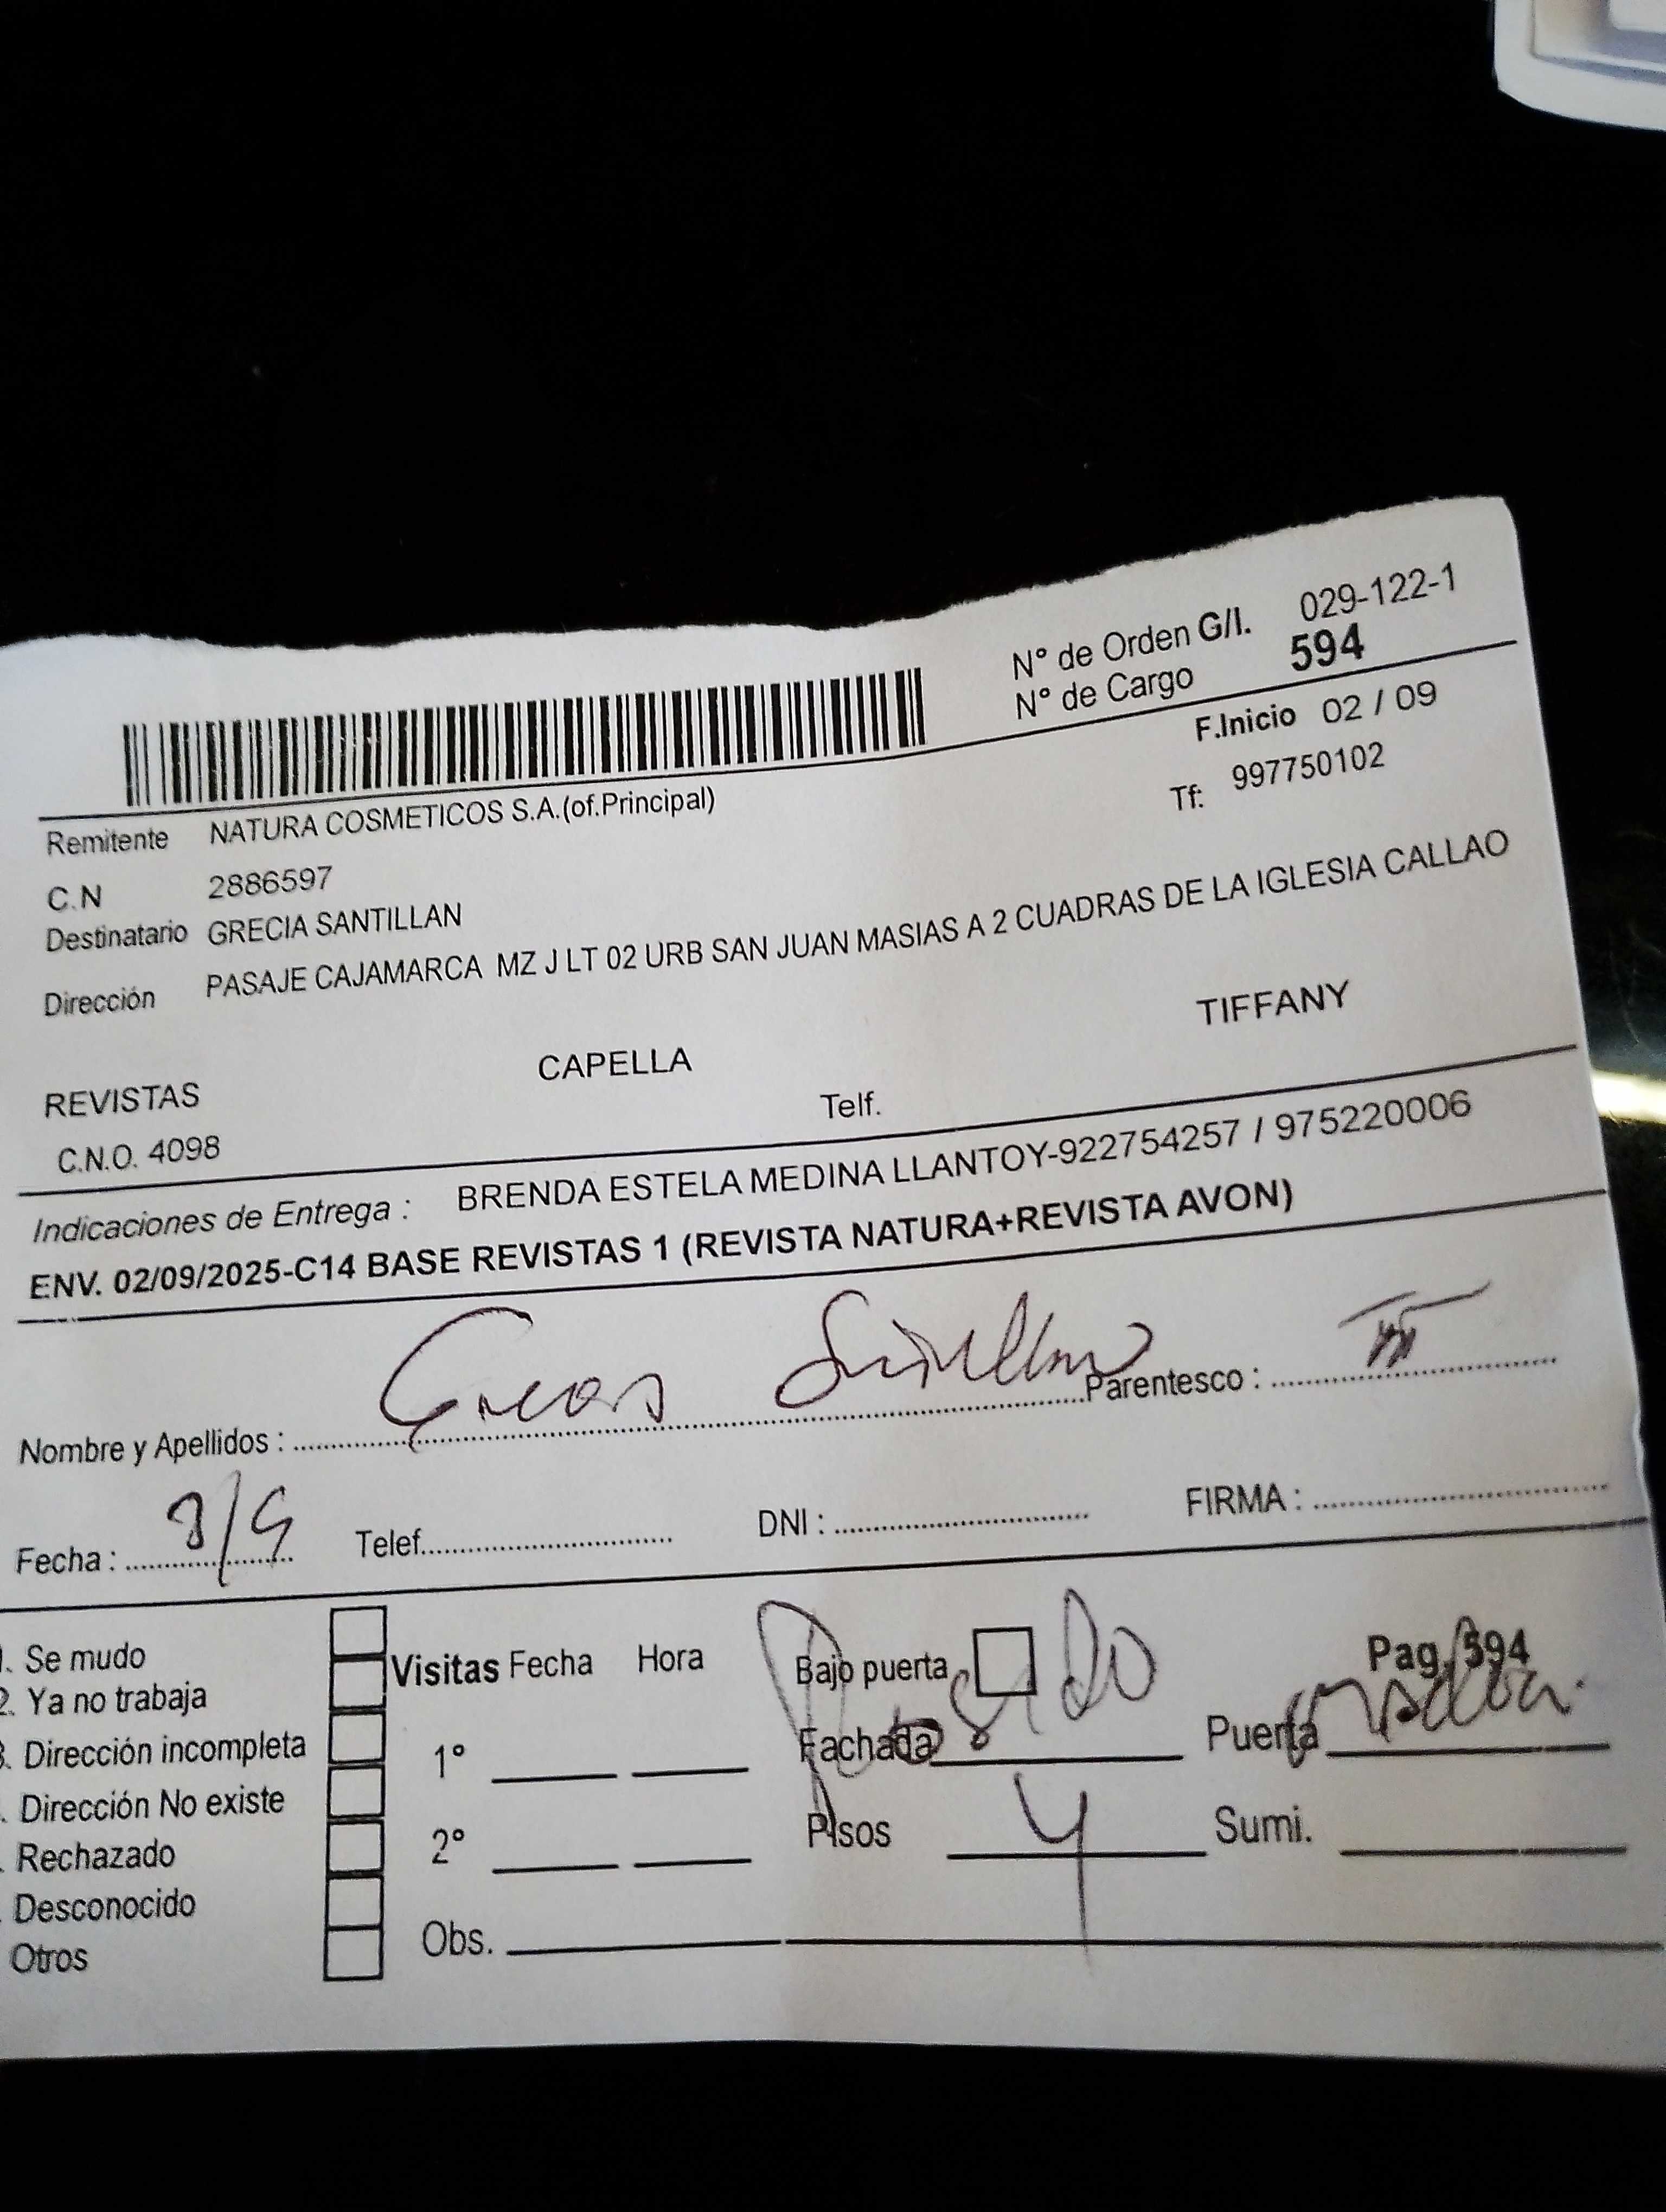 N° de Orden G/I. 029-122-1
N° de Cargo 594
F.Inicio 02 / 09
Remitente NATURA COSMETICOS S.A.(of.Principal) Tf: 997750102
C.N 2886597
Destinatario GRECIA SANTILLAN
Dirección PASAJE CAJAMARCA MZ J LT 02 URB SAN JUAN MASIAS A 2 CUADRAS DE LA IGLESIA CALLAO
REVISTAS CAPELLA TIFFANY
C.N.O. 4098 Telf.
Indicaciones de Entrega : BRENDA ESTELA MEDINA LLANTOY-922754257 / 975220006
ENV. 02/09/2025-C14 BASE REVISTAS 1 (REVISTA NATURA+REVISTA AVON)
Nombre y Apellidos : Parentesco : TT
Fecha : 3/9 Telef. DNI : FIRMA :
. Se mudo
2. Ya no trabaja
3. Dirección incompleta
. Dirección No existe
. Rechazado
. Desconocido
Otros
Visitas Fecha Hora
1°
2°
Obs.
Bajo puerta Pag. 594
Fachada Puerta
Pisos 4 Sumi.